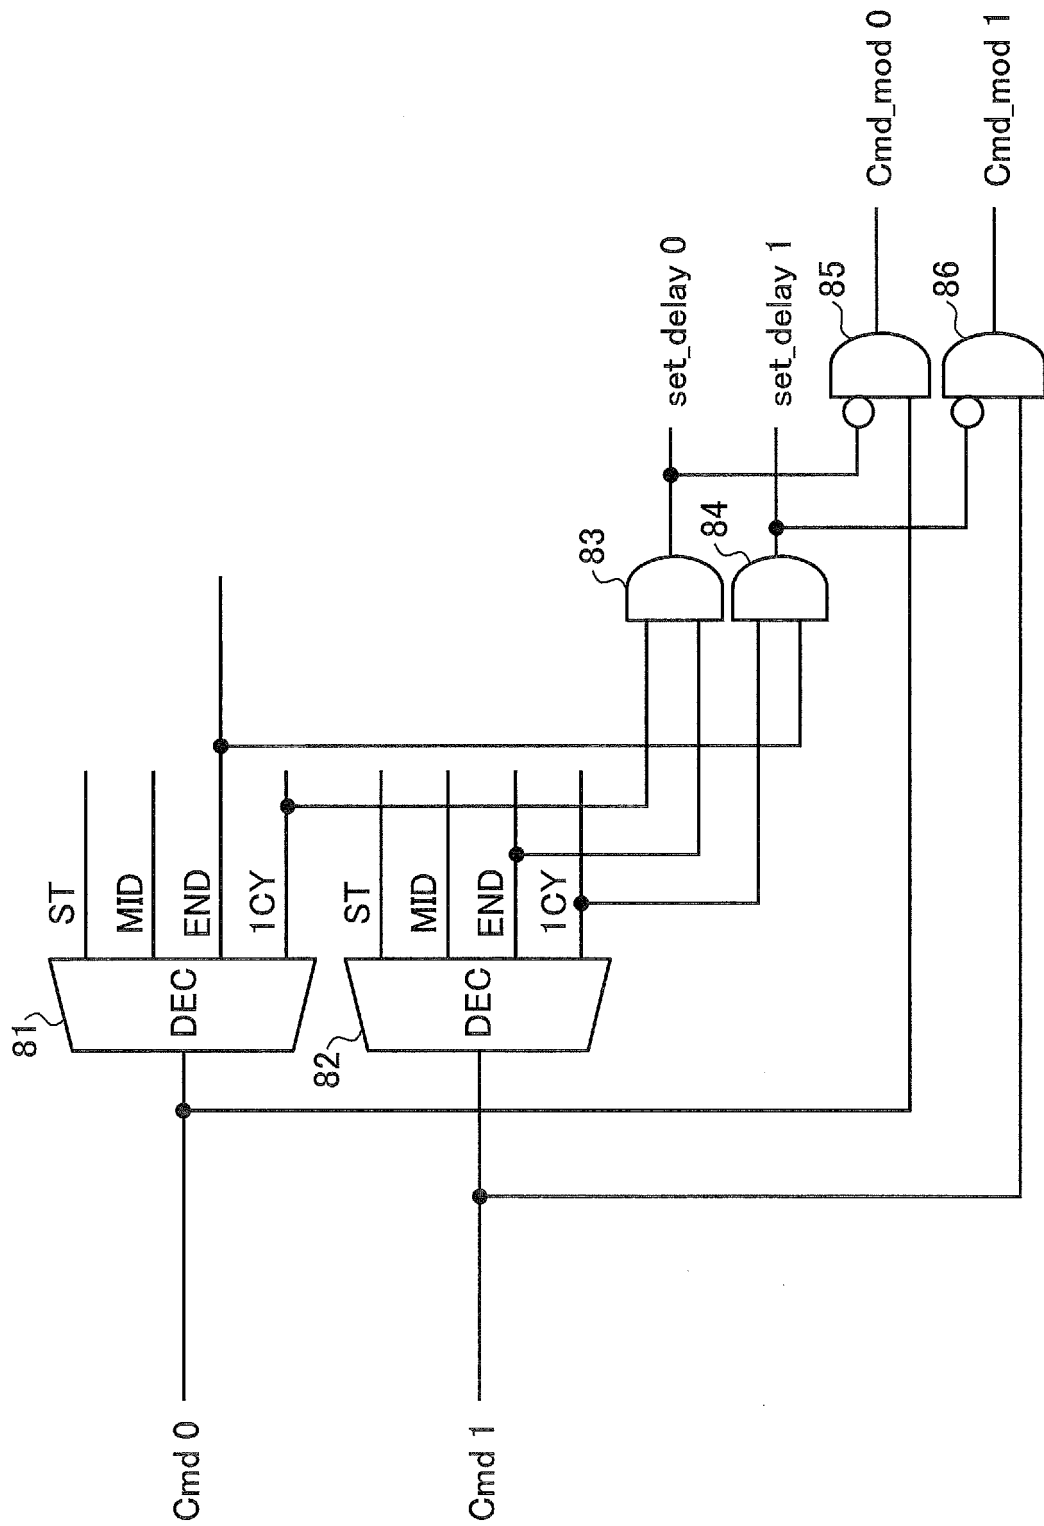 Cmd 0
81
DEC
ST
MID
END
1CY
Cmd 1
82
DEC
ST
MID
END
1CY
83
set_delay 0
84
set_delay 1
85
Cmd_mod 0
86
Cmd_mod 1